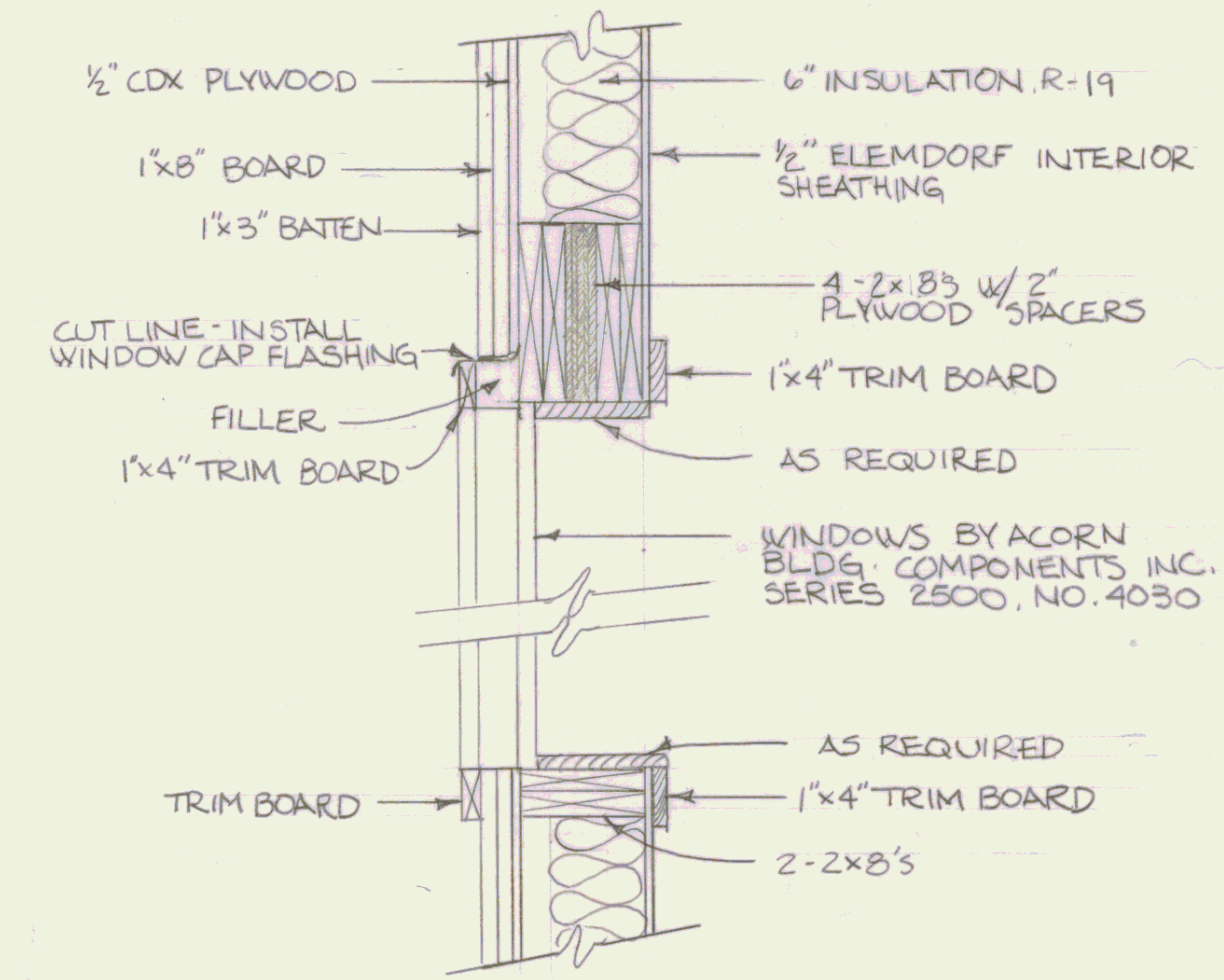 1/2" CDX PLYWOOD
1"x8" BOARD
1"x3" BATTEN
CUT LINE - INSTALL
WINDOW CAP FLASHING
FILLER
1"x4" TRIM BOARD
TRIM BOARD
6" INSULATION, R-19
1/2" ELEMDORF INTERIOR
SHEATHING
4-2x8's W/ 2"
PLYWOOD SPACERS
1"x4" TRIM BOARD
AS REQUIRED
WINDOWS BY ACORN
BLDG. COMPONENTS INC.
SERIES 2500, NO. 4030
AS REQUIRED
1"x4" TRIM BOARD
2-2x8's